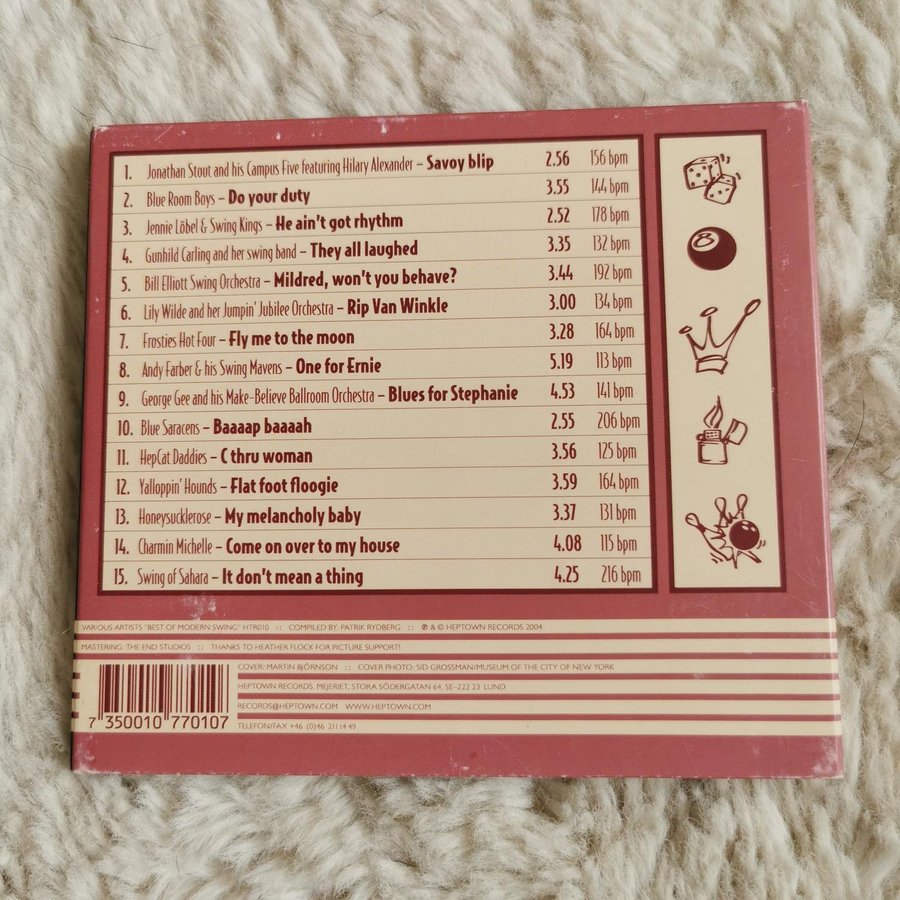 1. Jonathan Stout and his Campus Five featuring Hilary Alexander – Savoy blip 2.56 156 bpm
2. Blue Room Boys – Do your duty 3.55 144 bpm
3. Jennie Löbel & Swing Kings – He ain't got rhythm 2.52 178 bpm
4. Gunhild Carling and her swing band – They all laughed 3.35 132 bpm
5. Bill Elliott Swing Orchestra – Mildred, won't you behave? 3.44 192 bpm
6. Lily Wilde and her Jumpin' Jubilee Orchestra – Rip Van Winkle 3.00 134 bpm
7. Frosties Hot Four – Fly me to the moon 3.28 164 bpm
8. Andy Farber & his Swing Mavens – One for Ernie 5.19 113 bpm
9. George Gee and his Make-Believe Ballroom Orchestra – Blues for Stephanie 4.53 141 bpm
10. Blue Saracens – Baaaap baaaah 2.55 206 bpm
11. HepCat Daddies – C thru woman 3.56 125 bpm
12. Yalloppin' Hounds – Flat foot floogie 3.59 164 bpm
13. Honeysucklerose – My melancholy baby 3.37 131 bpm
14. Charmin Michelle – Come on over to my house 4.08 115 bpm
15. Swing of Sahara – It don't mean a thing 4.25 216 bpm
VARIOUS ARTISTS "BEST OF MODERN SWING" HTR010 :: COMPILED BY: PATRIK RYDBERG :: ℗ & © HEPTOWN RECORDS 2004
MASTERING: THE END STUDIOS :: THANKS TO HEATHER FLOCK FOR PICTURE SUPPORT!
COVER: MARTIN BJÖRNSON :: COVER PHOTO: SID GROSSMAN/MUSEUM OF THE CITY OF NEW YORK
HEPTOWN RECORDS, MEJERIET, STORA SÖDERGATAN 64, SE-222 23 LUND
RECORDS@HEPTOWN.COM WWW.HEPTOWN.COM
TELEFON/FAX +46 (0)46 211 14 49
7 350010 770107